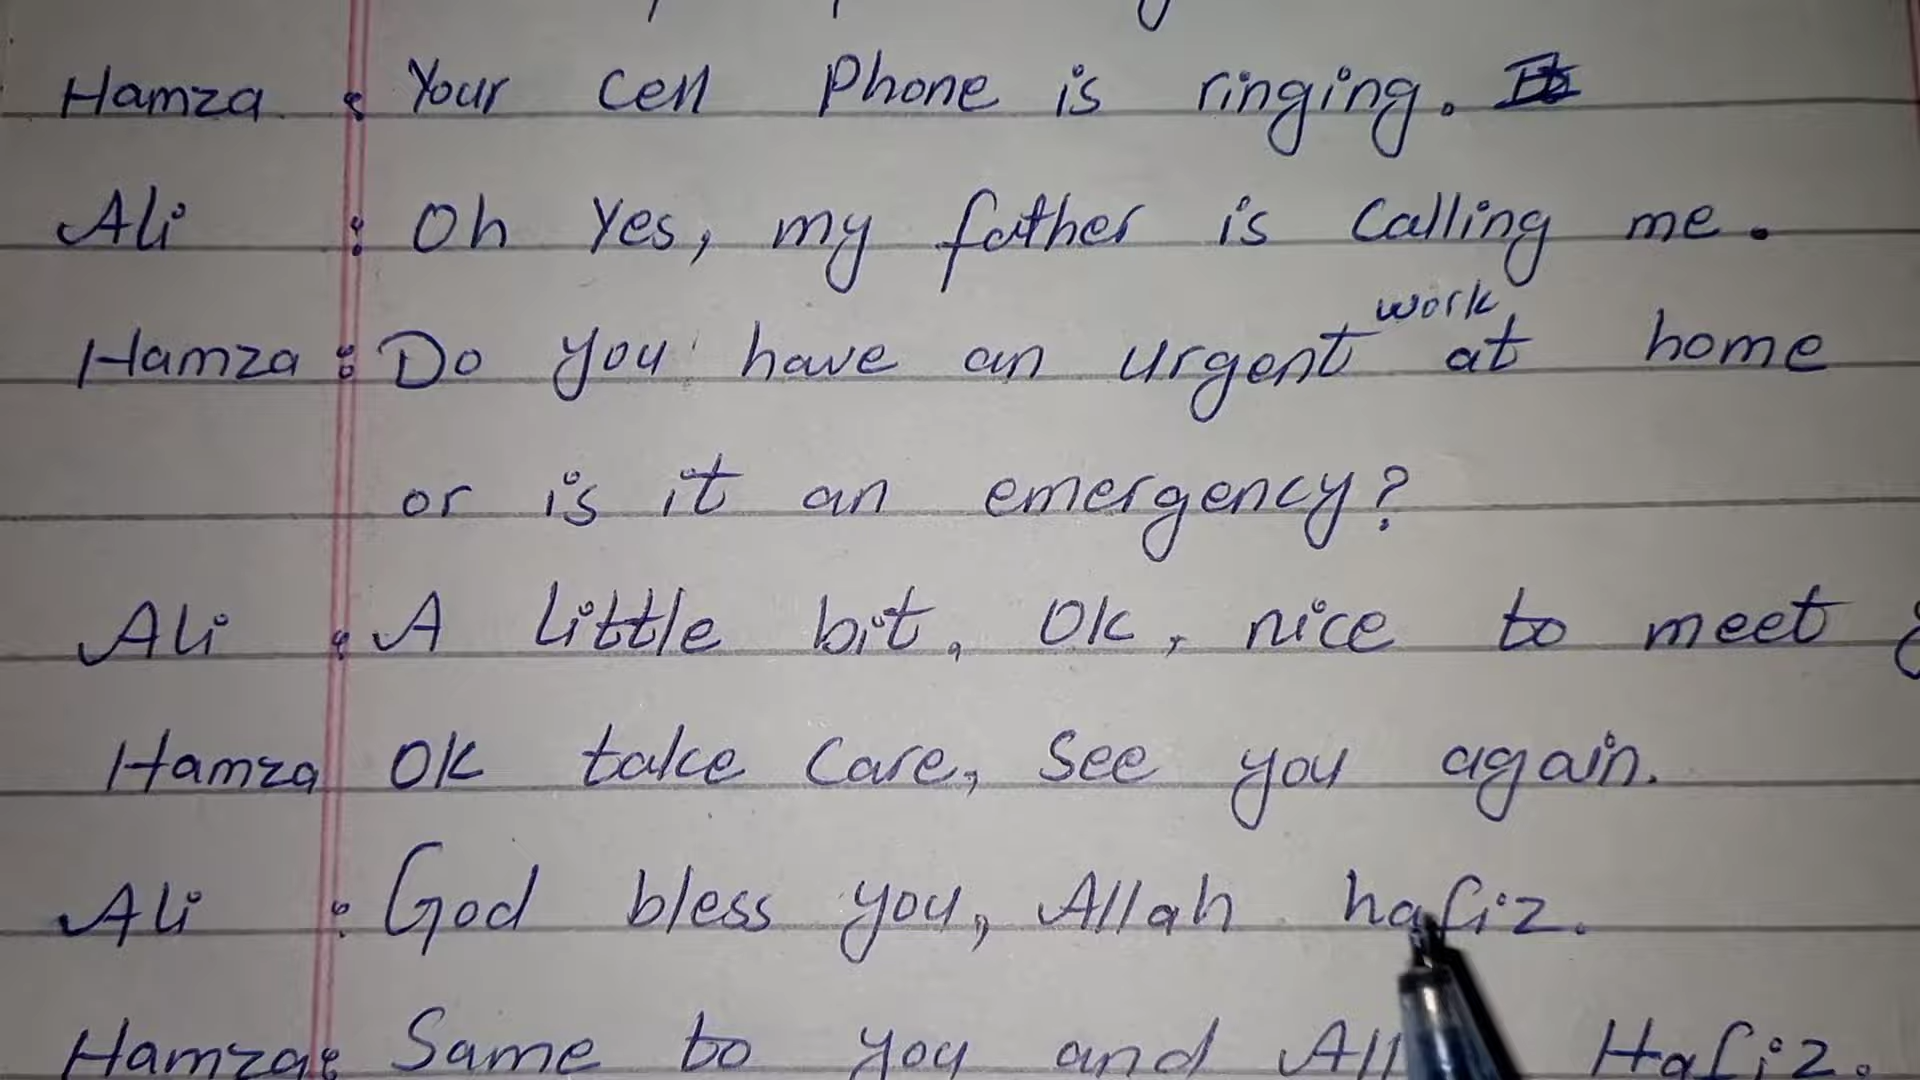 Hamza : Your cell Phone is ringing.
Ali : Oh Yes, my father is Calling me.
work
Hamza : Do you have an urgent at home
or is it an emergency?
Ali : A little bit, Ok, nice to meet
Hamza OK take Care, See you again.
Ali : God bless you, Allah hafiz.
Hamza : Same to you and All Hafiz.